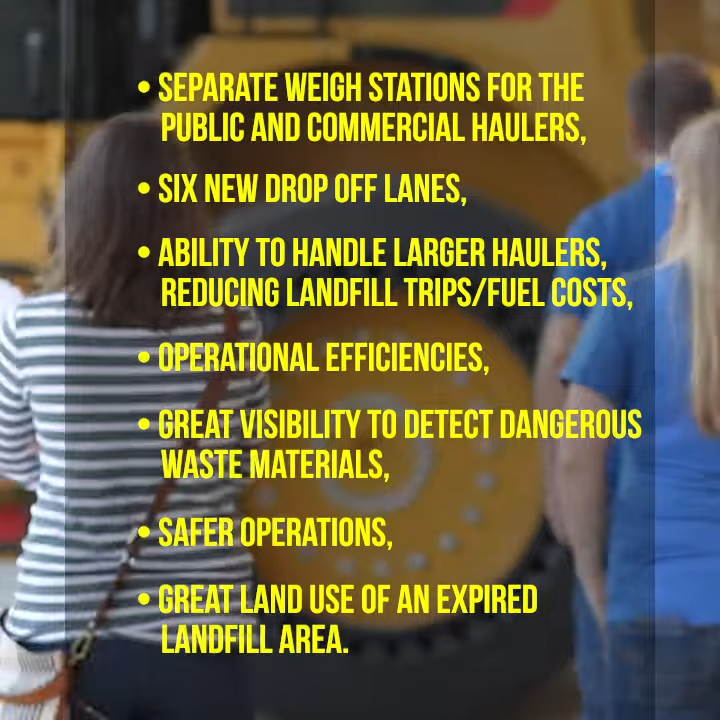 • SEPARATE WEIGH STATIONS FOR THE
PUBLIC AND COMMERCIAL HAULERS,
• SIX NEW DROP OFF LANES,
• ABILITY TO HANDLE LARGER HAULERS,
REDUCING LANDFILL TRIPS/FUEL COSTS,
• OPERATIONAL EFFICIENCIES,
• GREAT VISIBILITY TO DETECT DANGEROUS
WASTE MATERIALS,
• SAFER OPERATIONS,
• GREAT LAND USE OF AN EXPIRED
LANDFILL AREA.